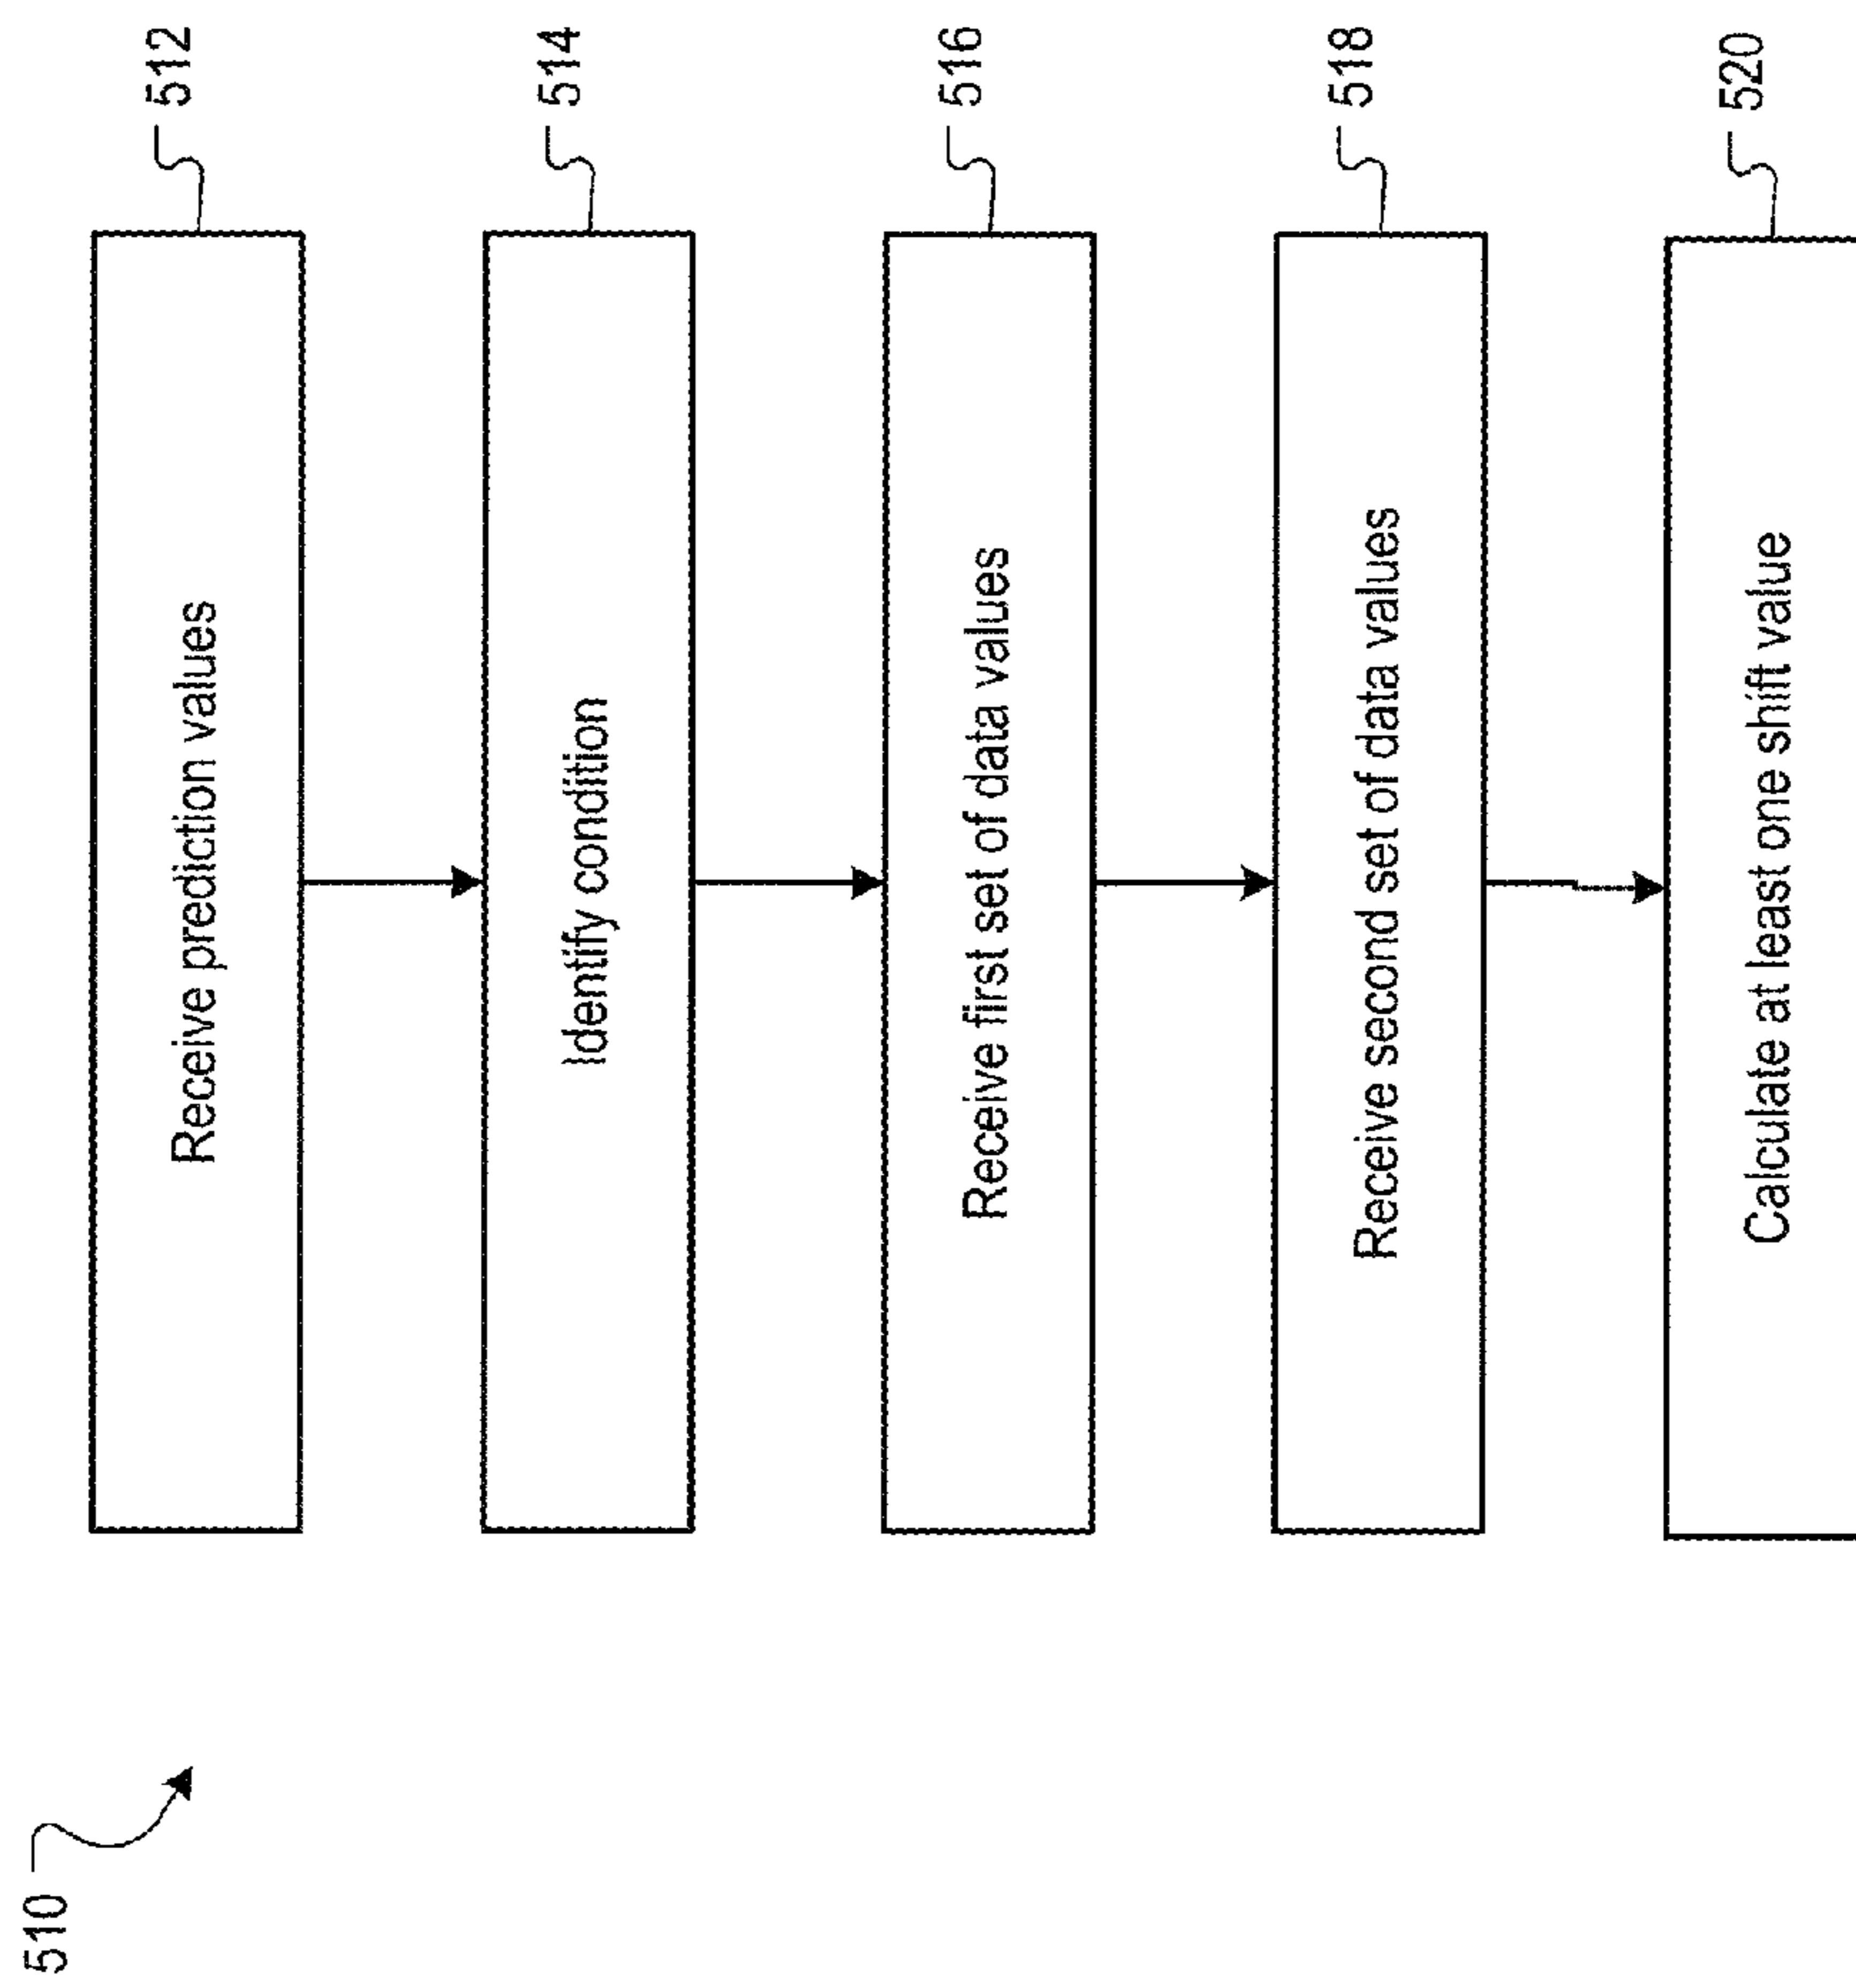 510
Receive prediction values
512
Identify condition
514
Receive first set of data values
516
Receive second set of data values
518
Calculate at least one shift value
520